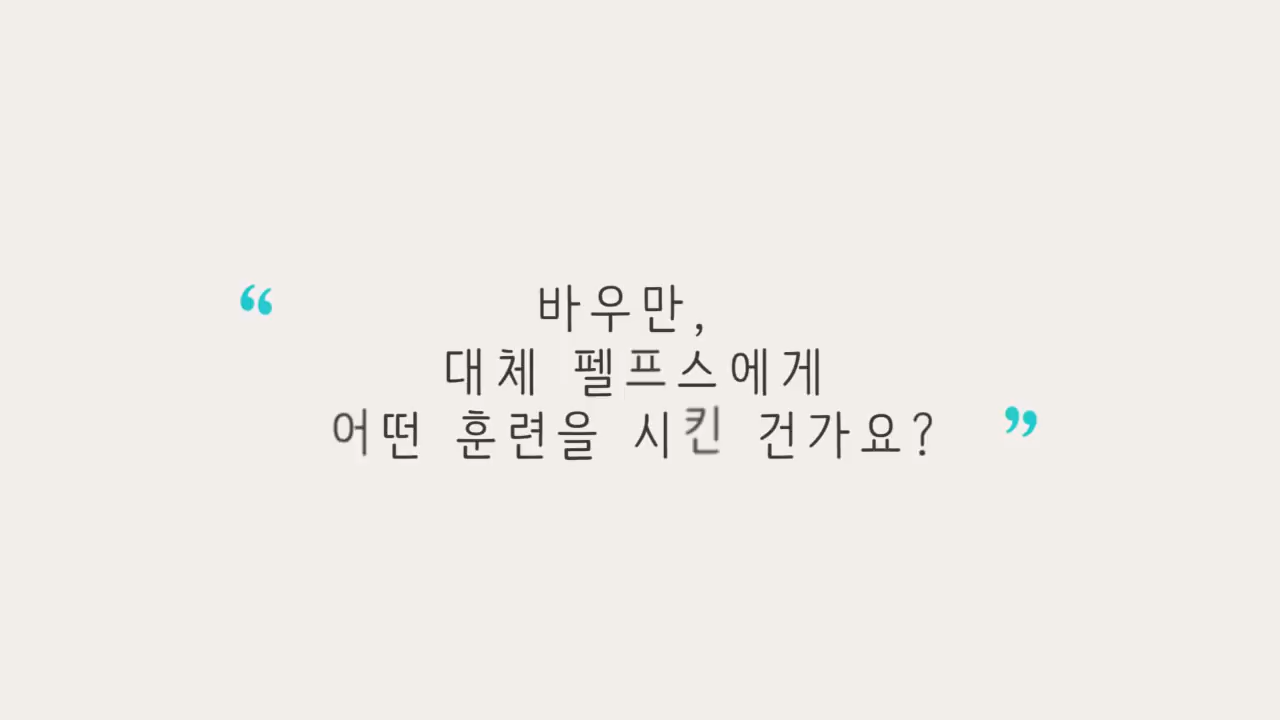 “ 바우만,
대체 펠프스에게
어떤 훈련을 시킨 건가요? ”